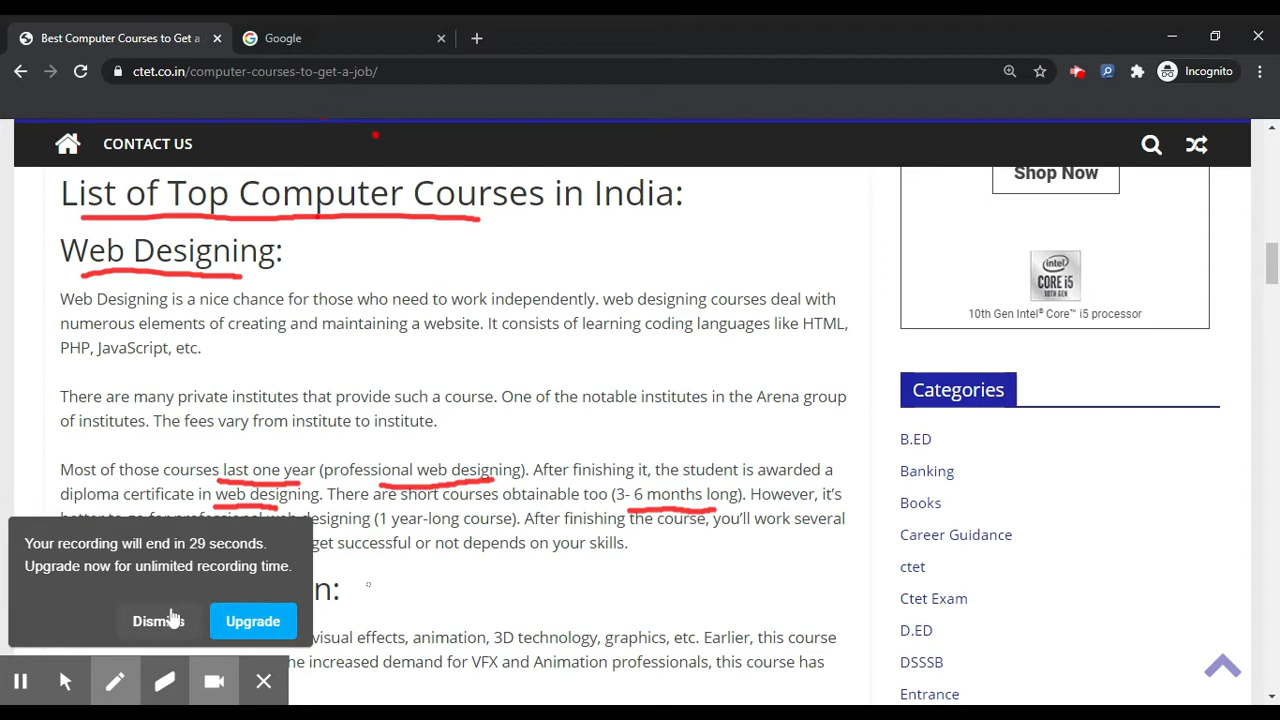 Best Computer Courses to Get a
Google
ctet.co.in/computer-courses-to-get-a-job/
Incognito
CONTACT US
List of Top Computer Courses in India:
Web Designing:
Web Designing is a nice chance for those who need to work independently. web designing courses deal with
numerous elements of creating and maintaining a website. It consists of learning coding languages like HTML,
PHP, JavaScript, etc.
There are many private institutes that provide such a course. One of the notable institutes in the Arena group
of institutes. The fees vary from institute to institute.
Most of those courses last one year (professional web designing). After finishing it, the student is awarded a
diploma certificate in web designing. There are short courses obtainable too (3- 6 months long). However, it's
designing (1 year-long course). After finishing the course, you'll work several
get successful or not depends on your skills.
n:
visual effects, animation, 3D technology, graphics, etc. Earlier, this course
the increased demand for VFX and Animation professionals, this course has
Your recording will end in 29 seconds.
Upgrade now for unlimited recording time.
Dismiss
Upgrade
Shop Now
intel
CORE i5
10TH GEN
10th Gen Intel® Core™ i5 processor
Categories
B.ED
Banking
Books
Career Guidance
ctet
Ctet Exam
D.ED
DSSSB
Entrance